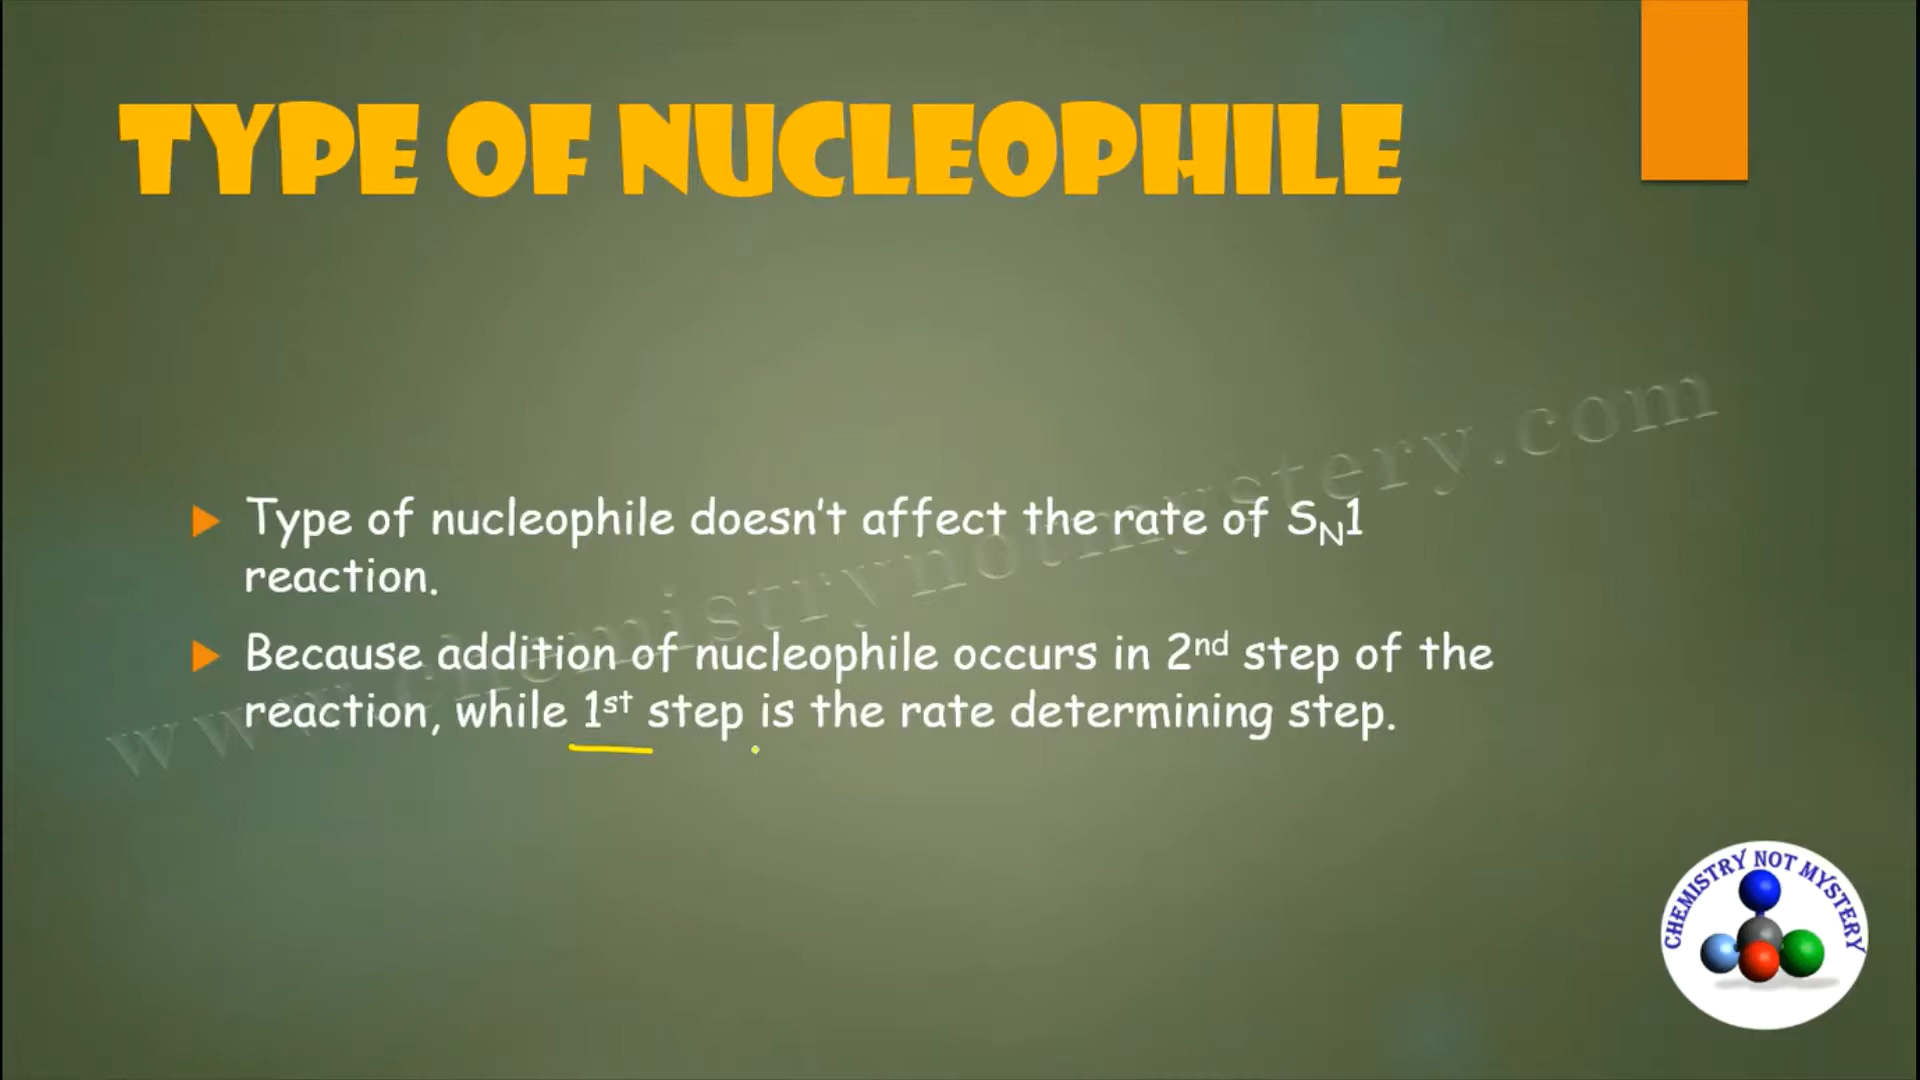 TYPE OF NUCLEOPHILE
Type of nucleophile doesn't affect the rate of SN1
reaction.
Because addition of nucleophile occurs in 2nd step of the
reaction, while 1st step is the rate determining step.
www.chemistrynotmystery.com
CHEMISTRY NOT MYSTERY